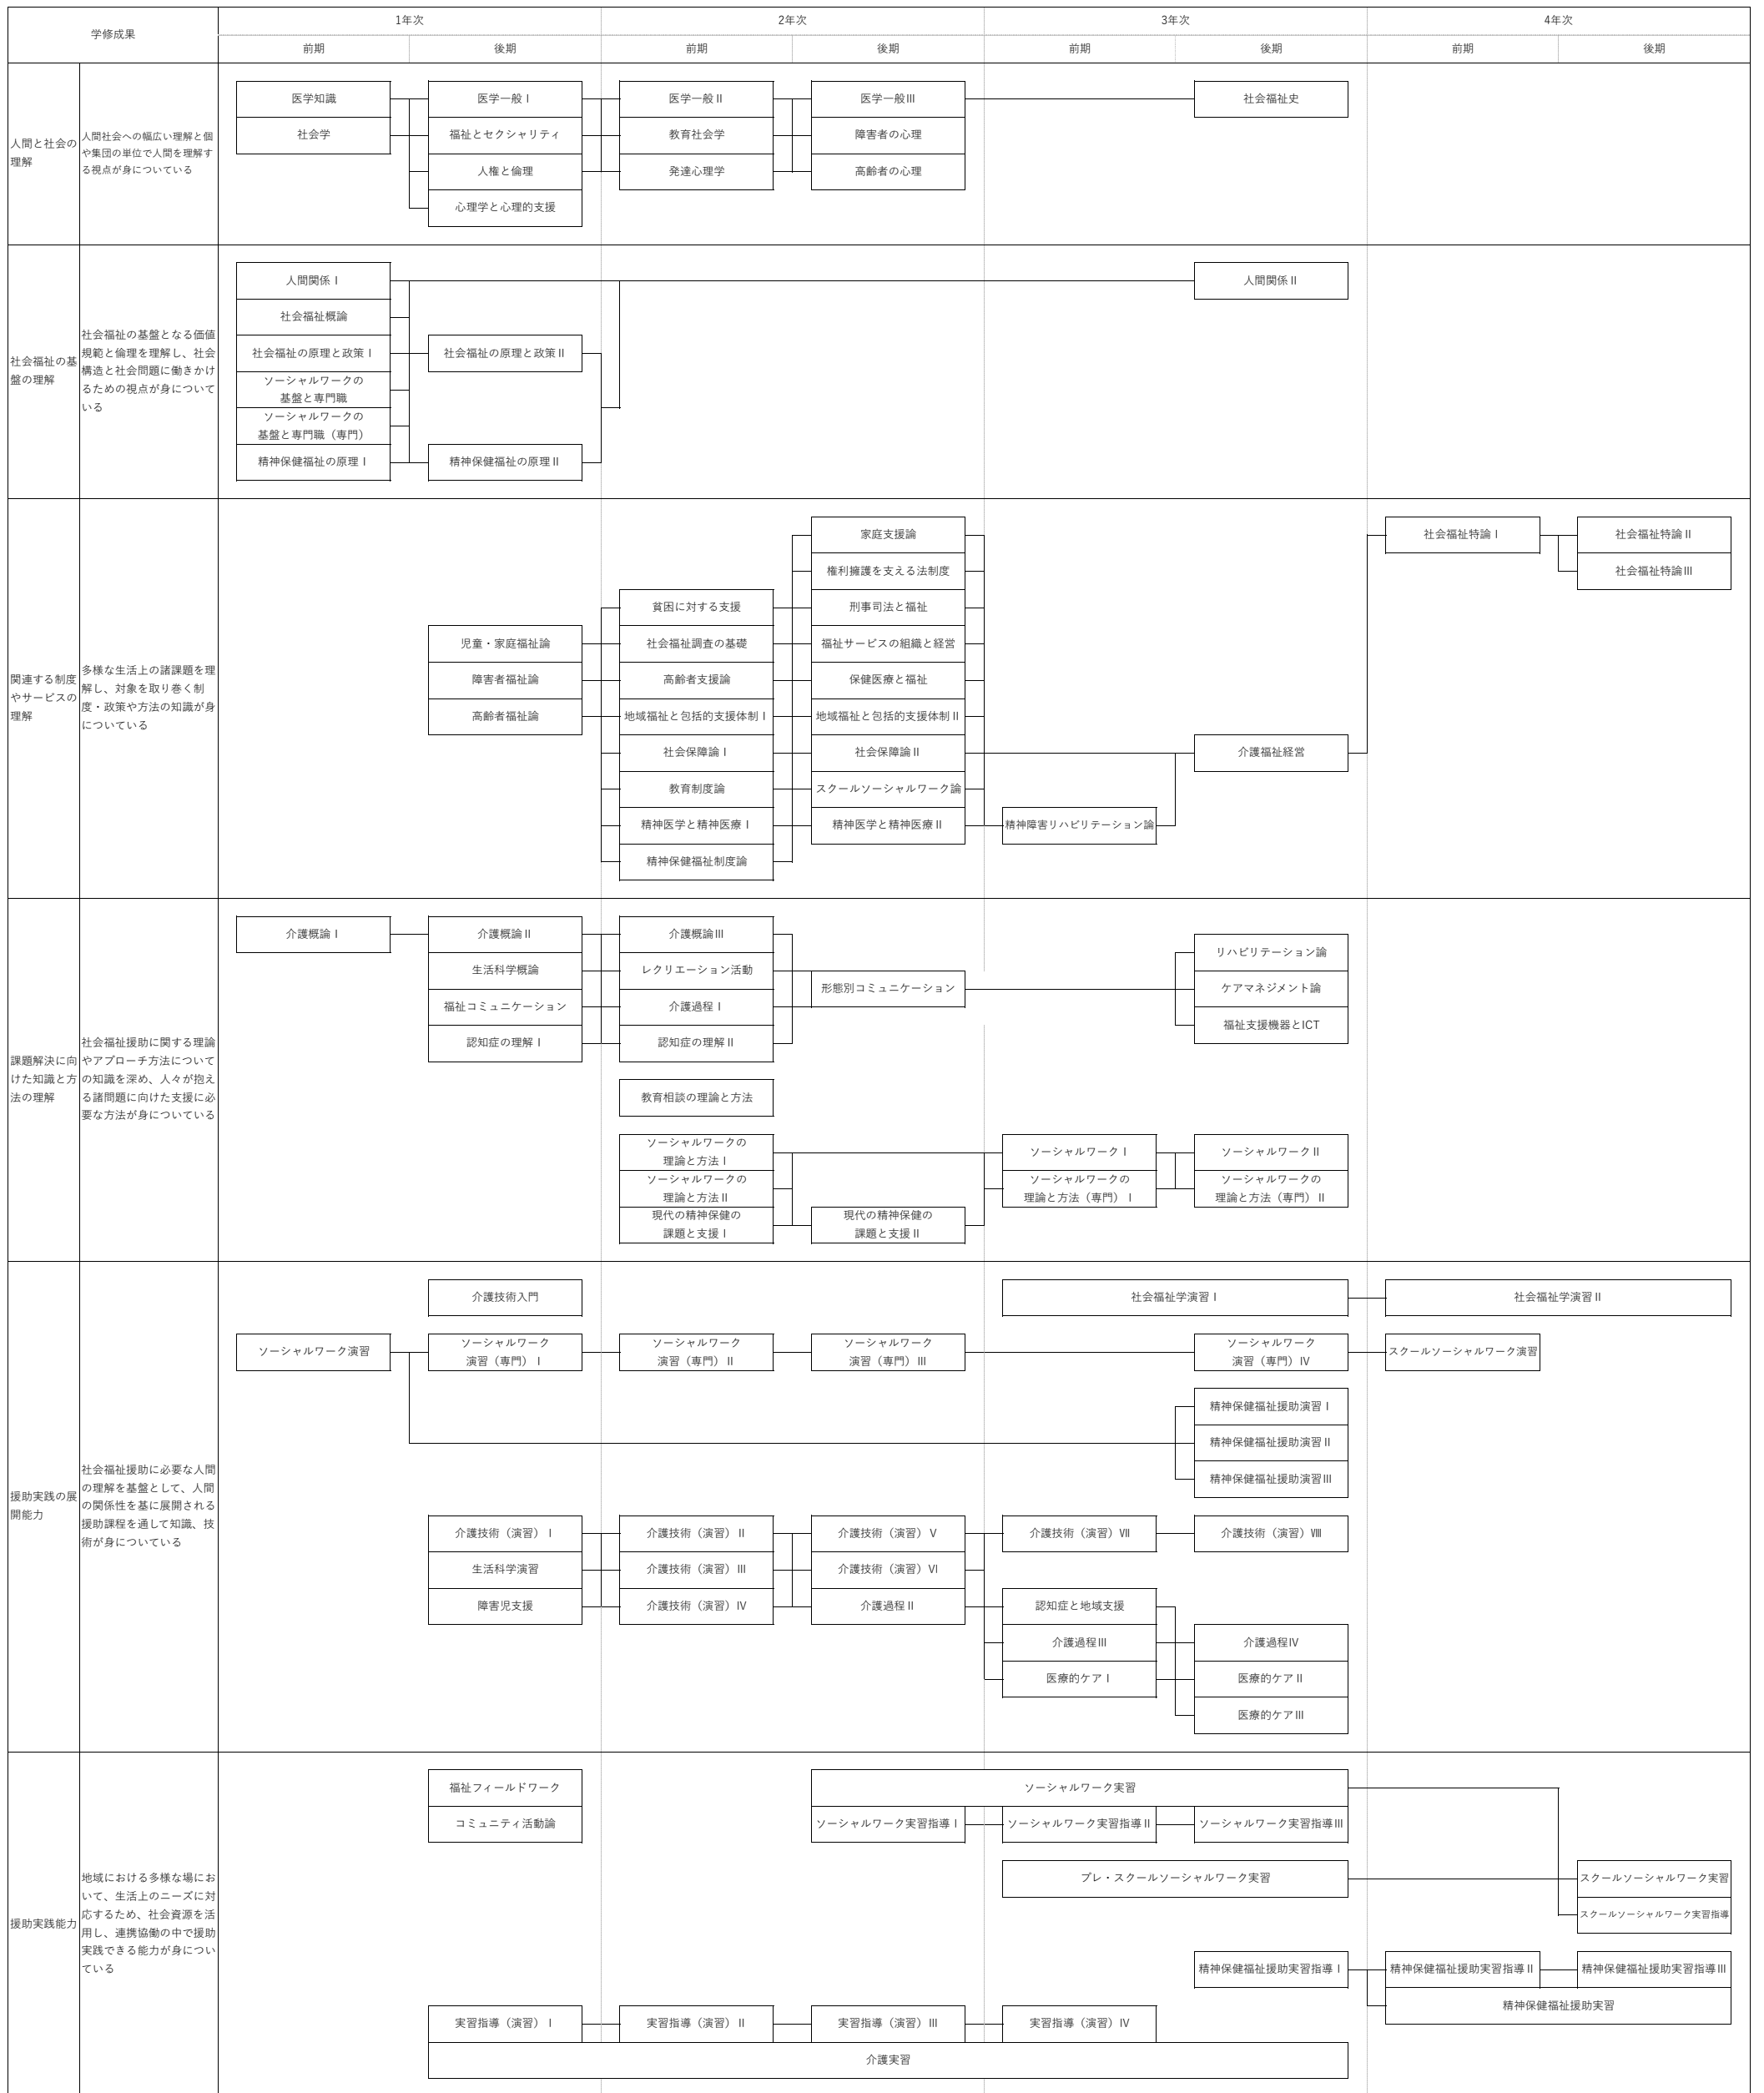 学修成果
1年次
2年次
3年次
4年次
前期
後期
前期
後期
前期
後期
前期
後期
人間と社会の
理解
人間社会への幅広い理解と個
や集団の単位で人間を理解す
る視点が身についている
医学知識
社会学
医学一般Ⅰ
福祉とセクシャリティ
人権と倫理
心理学と心理的支援
医学一般Ⅱ
教育社会学
発達心理学
医学一般Ⅲ
障害者の心理
高齢者の心理
社会福祉史
社会福祉の基
盤の理解
社会福祉の基盤となる価値
規範と倫理を理解し、社会
構造と社会問題に働きかけ
るための視点が身について
いる
人間関係Ⅰ
社会福祉概論
社会福祉の原理と政策Ⅰ
ソーシャルワークの
基盤と専門職
ソーシャルワークの
基盤と専門職（専門）
精神保健福祉の原理Ⅰ
社会福祉の原理と政策Ⅱ
精神保健福祉の原理Ⅱ
人間関係Ⅱ
関連する制度
やサービスの
理解
多様な生活上の諸課題を理
解し、対象を取り巻く制
度・政策や方法の知識が身
についている
児童・家庭福祉論
障害者福祉論
高齢者福祉論
貧困に対する支援
社会福祉調査の基礎
高齢者支援論
地域福祉と包括的支援体制Ⅰ
社会保障論Ⅰ
教育制度論
精神医学と精神医療Ⅰ
精神保健福祉制度論
家庭支援論
権利擁護を支える法制度
刑事司法と福祉
福祉サービスの組織と経営
保健医療と福祉
地域福祉と包括的支援体制Ⅱ
社会保障論Ⅱ
スクールソーシャルワーク論
精神医学と精神医療Ⅱ
精神障害リハビリテーション論
介護福祉経営
社会福祉特論Ⅰ
社会福祉特論Ⅱ
社会福祉特論Ⅲ
課題解決に向
けた知識と方
法の理解
社会福祉援助に関する理論
やアプローチ方法について
の知識を深め、人々が抱え
る諸問題に向けた支援に必
要な方法が身についている
介護概論Ⅰ
介護概論Ⅱ
生活科学概論
福祉コミュニケーション
認知症の理解Ⅰ
介護概論Ⅲ
レクリエーション活動
介護過程Ⅰ
認知症の理解Ⅱ
形態別コミュニケーション
リハビリテーション論
ケアマネジメント論
福祉支援機器とICT
教育相談の理論と方法
ソーシャルワークの
理論と方法Ⅰ
ソーシャルワークの
理論と方法Ⅱ
現代の精神保健の
課題と支援Ⅰ
現代の精神保健の
課題と支援Ⅱ
ソーシャルワークⅠ
ソーシャルワークの
理論と方法（専門）Ⅰ
ソーシャルワークⅡ
ソーシャルワークの
理論と方法（専門）Ⅱ
援助実践の展
開能力
社会福祉援助に必要な人間
の理解を基盤として、人間
の関係性を基に展開される
援助課程を通して知識、技
術が身についている
介護技術入門
社会福祉学演習Ⅰ
社会福祉学演習Ⅱ
ソーシャルワーク演習
ソーシャルワーク
演習（専門）Ⅰ
ソーシャルワーク
演習（専門）Ⅱ
ソーシャルワーク
演習（専門）Ⅲ
ソーシャルワーク
演習（専門）Ⅳ
スクールソーシャルワーク演習
精神保健福祉援助演習Ⅰ
精神保健福祉援助演習Ⅱ
精神保健福祉援助演習Ⅲ
介護技術（演習）Ⅰ
生活科学演習
障害児支援
介護技術（演習）Ⅱ
介護技術（演習）Ⅲ
介護技術（演習）Ⅳ
介護技術（演習）Ⅴ
介護技術（演習）Ⅵ
介護過程Ⅱ
介護技術（演習）Ⅶ
介護技術（演習）Ⅷ
認知症と地域支援
介護過程Ⅲ
医療的ケアⅠ
介護過程Ⅳ
医療的ケアⅡ
医療的ケアⅢ
援助実践能力
地域における多様な場にお
いて、生活上のニーズに対
応するため、社会資源を活
用し、連携協働の中で援助
実践できる能力が身につい
ている
福祉フィールドワーク
コミュニティ活動論
ソーシャルワーク実習
ソーシャルワーク実習指導Ⅰ
ソーシャルワーク実習指導Ⅱ
ソーシャルワーク実習指導Ⅲ
プレ・スクールソーシャルワーク実習
スクールソーシャルワーク実習
スクールソーシャルワーク実習指導
精神保健福祉援助実習指導Ⅰ
精神保健福祉援助実習指導Ⅱ
精神保健福祉援助実習指導Ⅲ
精神保健福祉援助実習
実習指導（演習）Ⅰ
実習指導（演習）Ⅱ
実習指導（演習）Ⅲ
実習指導（演習）Ⅳ
介護実習